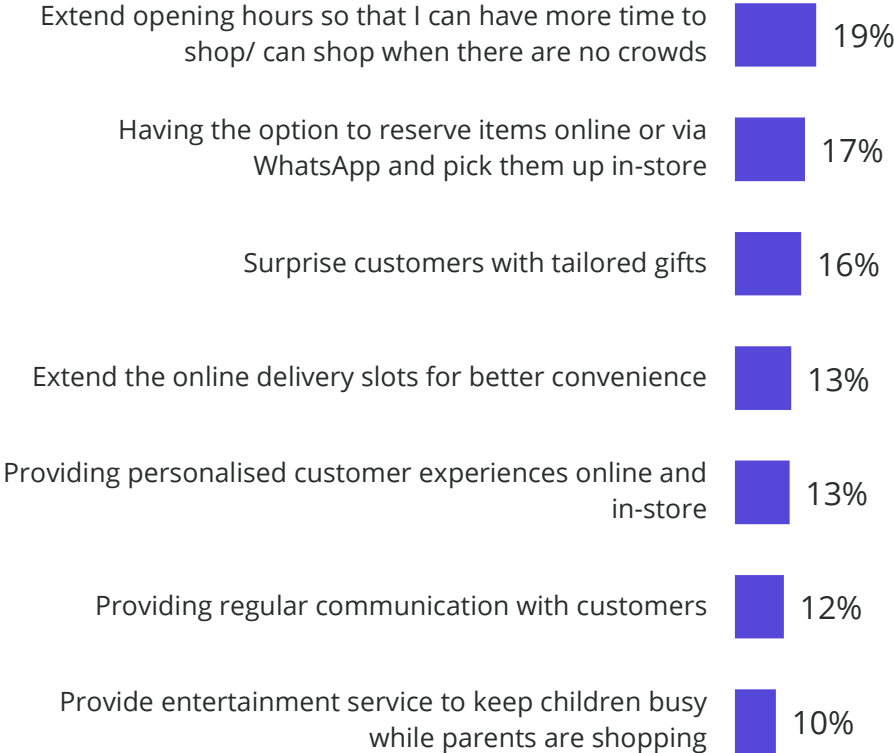 Extend opening hours so that I can have more time to
shop/ can shop when there are no crowds
19%
Having the option to reserve items online or via
WhatsApp and pick them up in-store
17%
Surprise customers with tailored gifts
16%
Extend the online delivery slots for better convenience
13%
Providing personalised customer experiences online and
in-store
13%
Providing regular communication with customers
12%
Provide entertainment service to keep children busy
while parents are shopping
10%